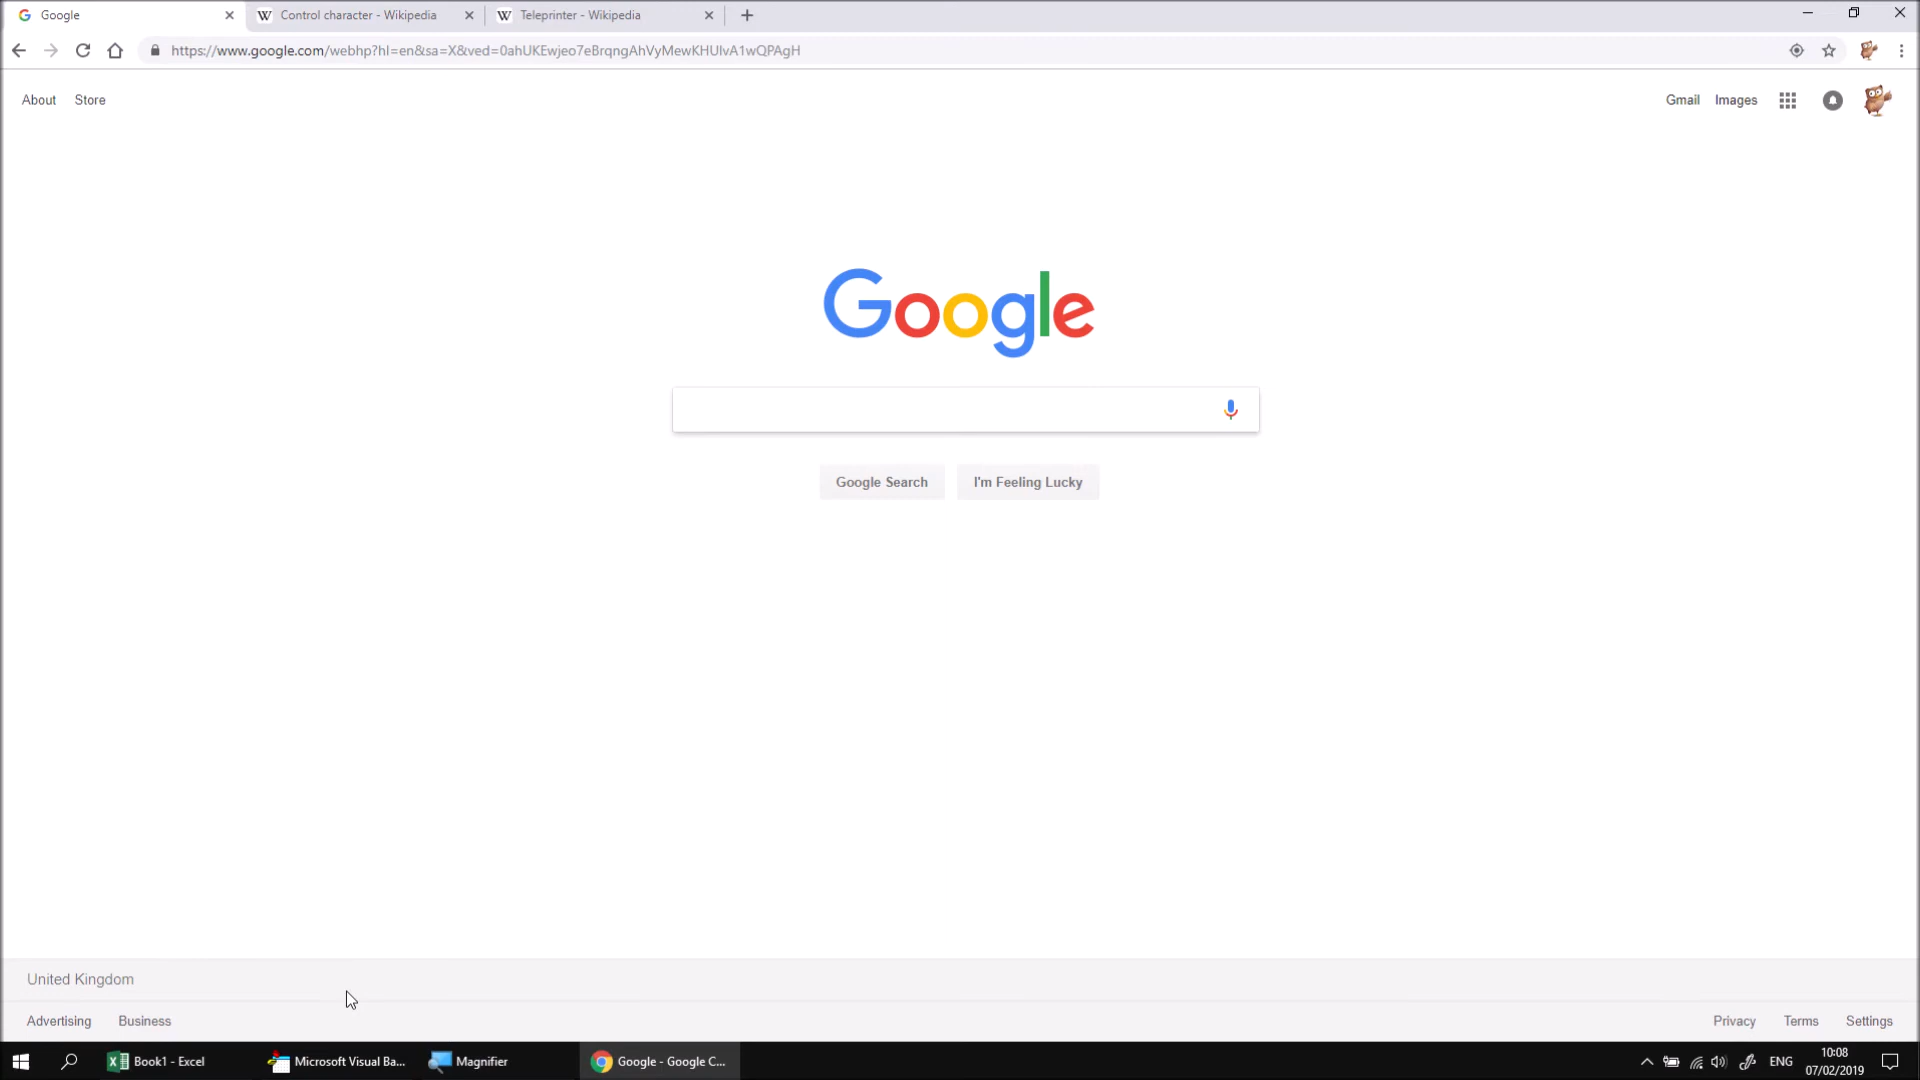 Google
Control character - Wikipedia
Teleprinter - Wikipedia
https://www.google.com/webhp?hl=en&sa=X&ved=0ahUKEwjeo7eBrqngAhVyMewKHUlvA1wQPAgH
About Store
Gmail Images
Google
Google Search I'm Feeling Lucky
United Kingdom
Advertising Business
Privacy Terms Settings
Book1 - Excel
Microsoft Visual Ba...
Magnifier
Google - Google C...
ENG
10:08
07/02/2019